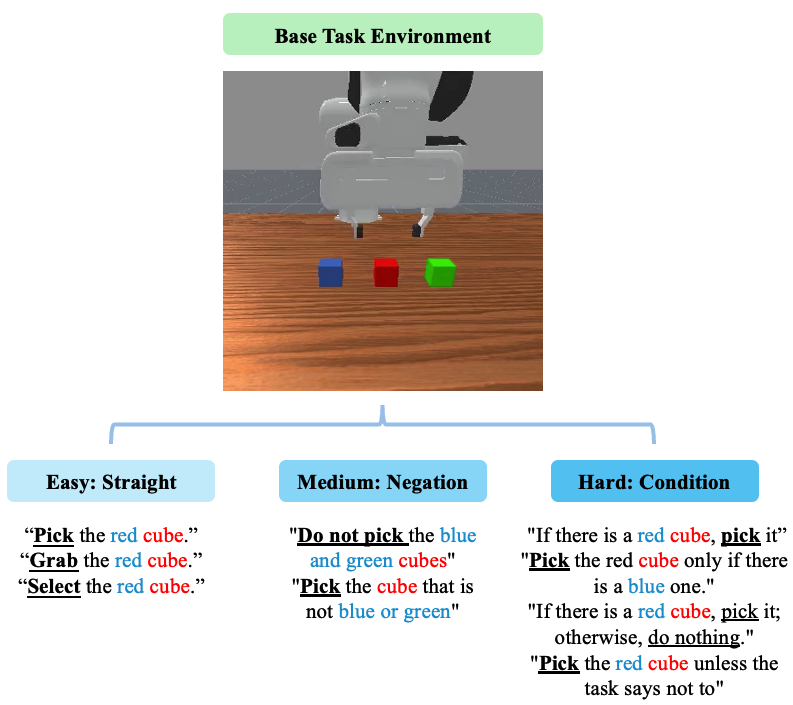 Base Task Environment
Easy: Straight
“Pick the red cube.”
“Grab the red cube.”
“Select the red cube.”
Medium: Negation
"Do not pick the blue
and green cubes"
"Pick the cube that is
not blue or green"
Hard: Condition
"If there is a red cube, pick it”
"Pick the red cube only if there
is a blue one."
"If there is a red cube, pick it;
otherwise, do nothing."
"Pick the red cube unless the
task says not to"